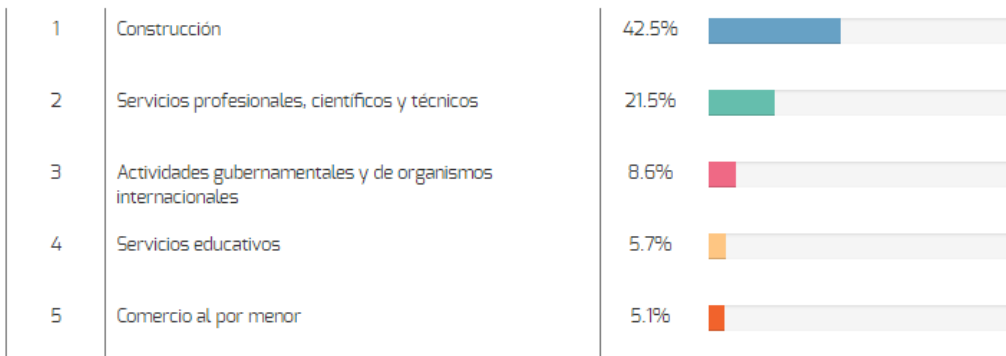 1 Construcción 42.5%
2 Servicios profesionales, científicos y técnicos 21.5%
3 Actividades gubernamentales y de organismos 8.6%
internacionales
4 Servicios educativos 5.7%
5 Comercio al por menor 5.1%